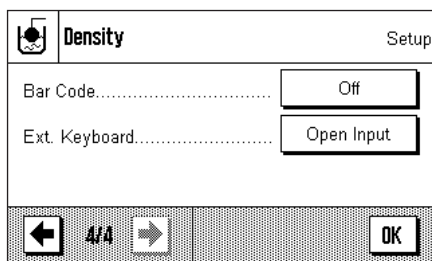 Density Setup
Bar Code............................... Off
Ext. Keyboard........................ Open Input
4/4 OK